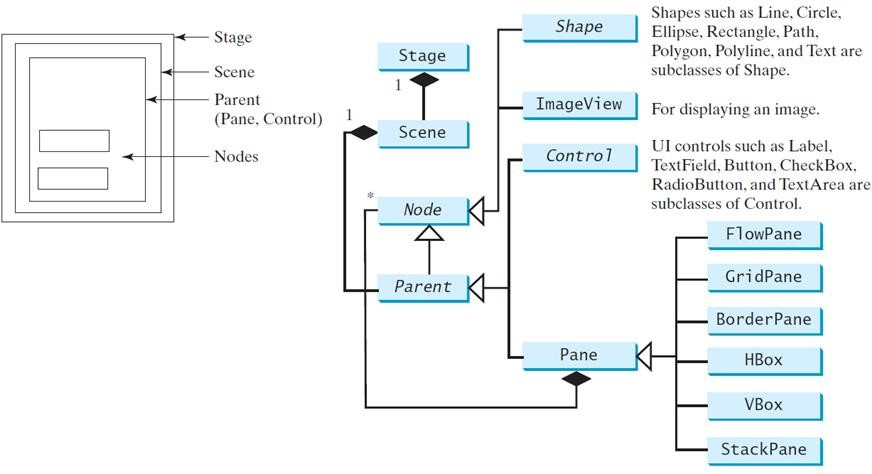 Stage
Scene
Parent
(Pane, Control)
Nodes
Stage
1
1
Scene
*
Node
Parent
Shape
Shapes such as Line, Circle,
Ellipse, Rectangle, Path,
Polygon, Polyline, and Text are
subclasses of Shape.
ImageView
For displaying an image.
Control
UI controls such as Label,
TextField, Button, CheckBox,
RadioButton, and TextArea are
subclasses of Control.
Pane
FlowPane
GridPane
BorderPane
HBox
VBox
StackPane